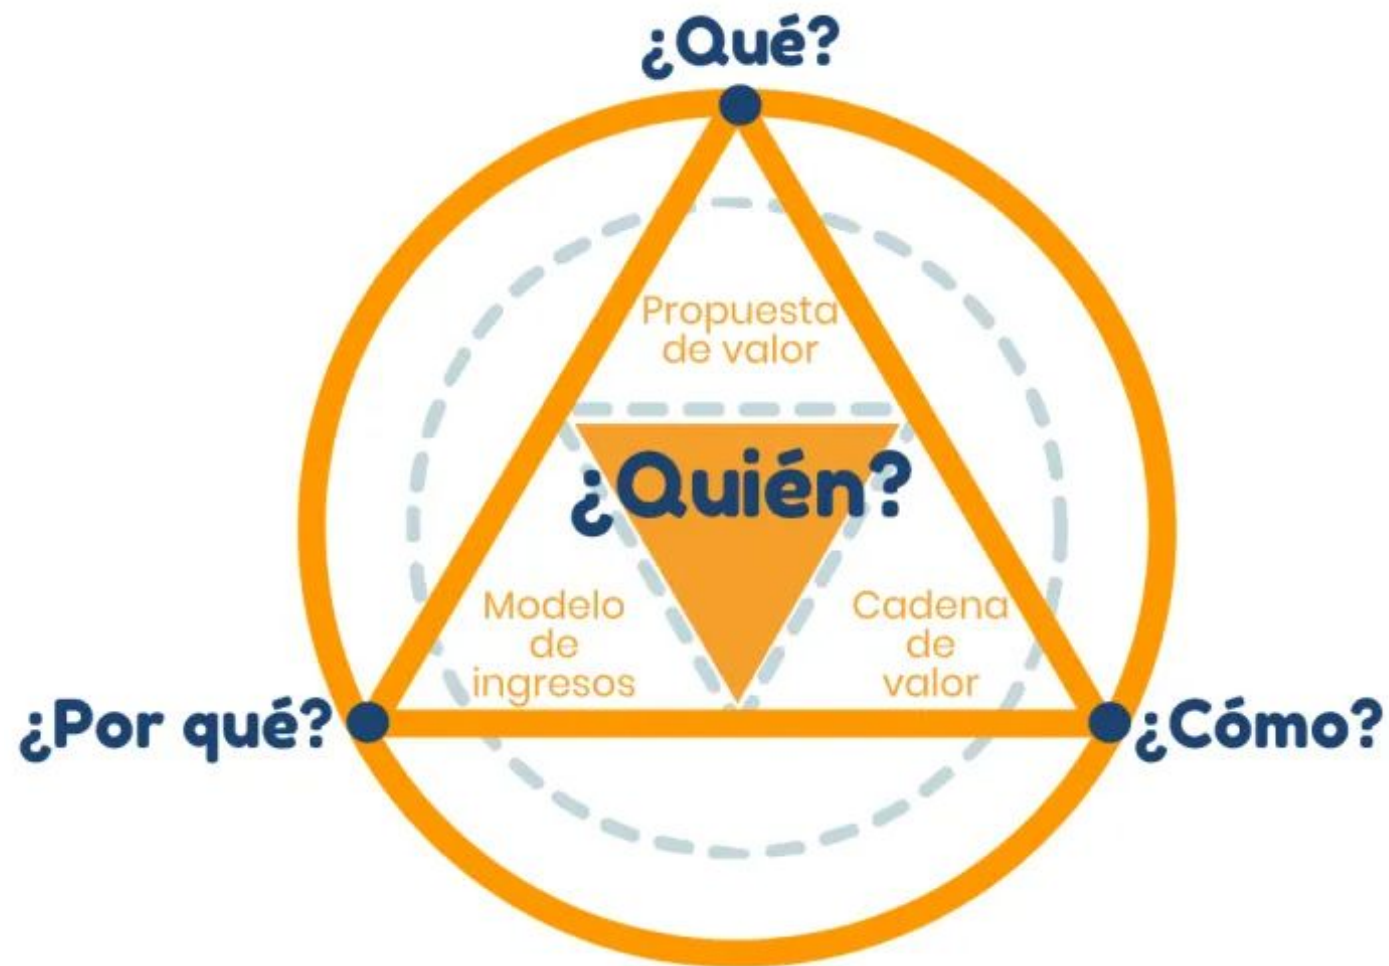 ¿Qué?
Propuesta
de valor
¿Quién?
Modelo
de
ingresos
Cadena
de
valor
¿Por qué?
¿Cómo?